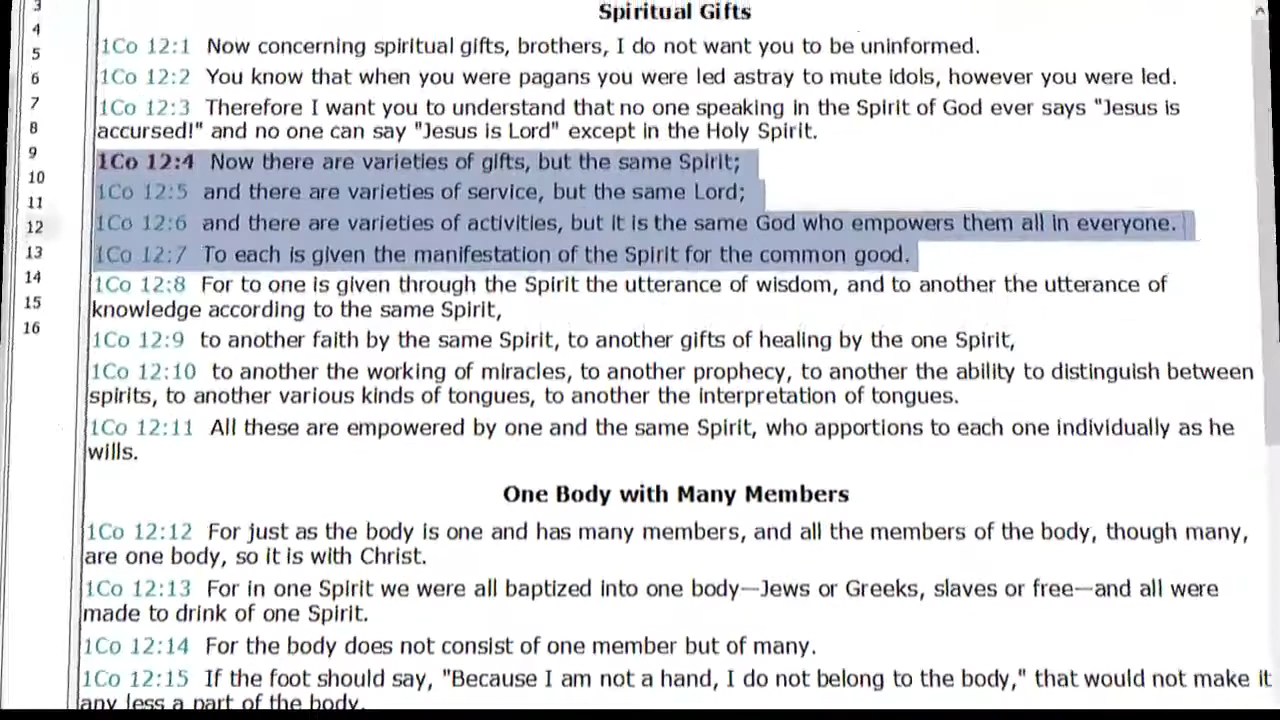 3
4
5
6
7
8
9
10
11
12
13
14
15
16
Spiritual Gifts
1Co 12:1 Now concerning spiritual gifts, brothers, I do not want you to be uninformed.
1Co 12:2 You know that when you were pagans you were led astray to mute idols, however you were led.
1Co 12:3 Therefore I want you to understand that no one speaking in the Spirit of God ever says "Jesus is
accursed!" and no one can say "Jesus is Lord" except in the Holy Spirit.
1Co 12:4 Now there are varieties of gifts, but the same Spirit;
1Co 12:5 and there are varieties of service, but the same Lord;
1Co 12:6 and there are varieties of activities, but it is the same God who empowers them all in everyone.
1Co 12:7 To each is given the manifestation of the Spirit for the common good.
1Co 12:8 For to one is given through the Spirit the utterance of wisdom, and to another the utterance of
knowledge according to the same Spirit,
1Co 12:9 to another faith by the same Spirit, to another gifts of healing by the one Spirit,
1Co 12:10 to another the working of miracles, to another prophecy, to another the ability to distinguish between
spirits, to another various kinds of tongues, to another the interpretation of tongues.
1Co 12:11 All these are empowered by one and the same Spirit, who apportions to each one individually as he
wills.
One Body with Many Members
1Co 12:12 For just as the body is one and has many members, and all the members of the body, though many,
are one body, so it is with Christ.
1Co 12:13 For in one Spirit we were all baptized into one body—Jews or Greeks, slaves or free—and all were
made to drink of one Spirit.
1Co 12:14 For the body does not consist of one member but of many.
1Co 12:15 If the foot should say, "Because I am not a hand, I do not belong to the body," that would not make it
any less a part of the body.